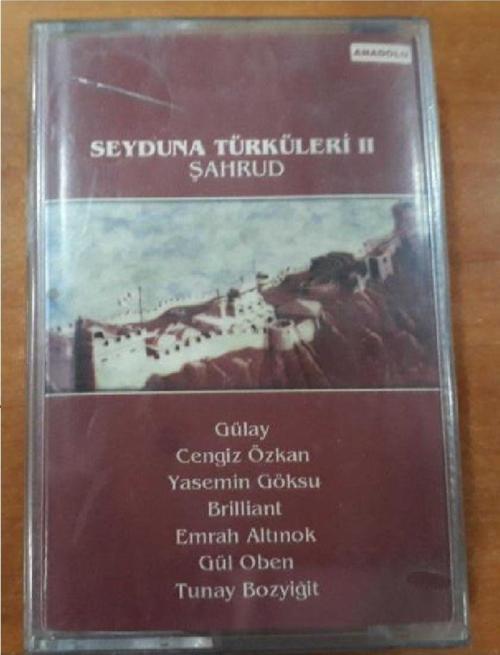 ANADOLU
SEYDUNA TÜRKÜLERİ II
ŞAHRUD
Gülay
Cengiz Özkan
Yasemin Göksu
Brilliant
Emrah Altınok
Gül Oben
Tunay Bozyiğit